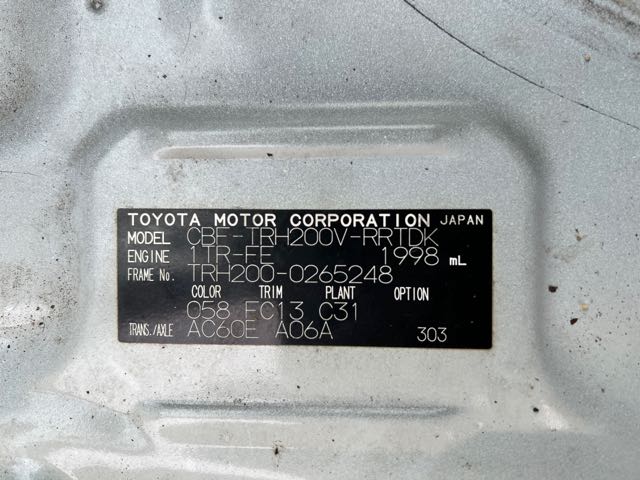 TOYOTA MOTOR CORPORATION JAPAN
MODEL CBF-TRH200V-RRTDK
ENGINE 1TR-FE 1998 mL
FRAME No. TRH200-0265248
COLOR TRIM PLANT OPTION
058 FC13 C31
TRANS./AXLE AC60E A06A 303